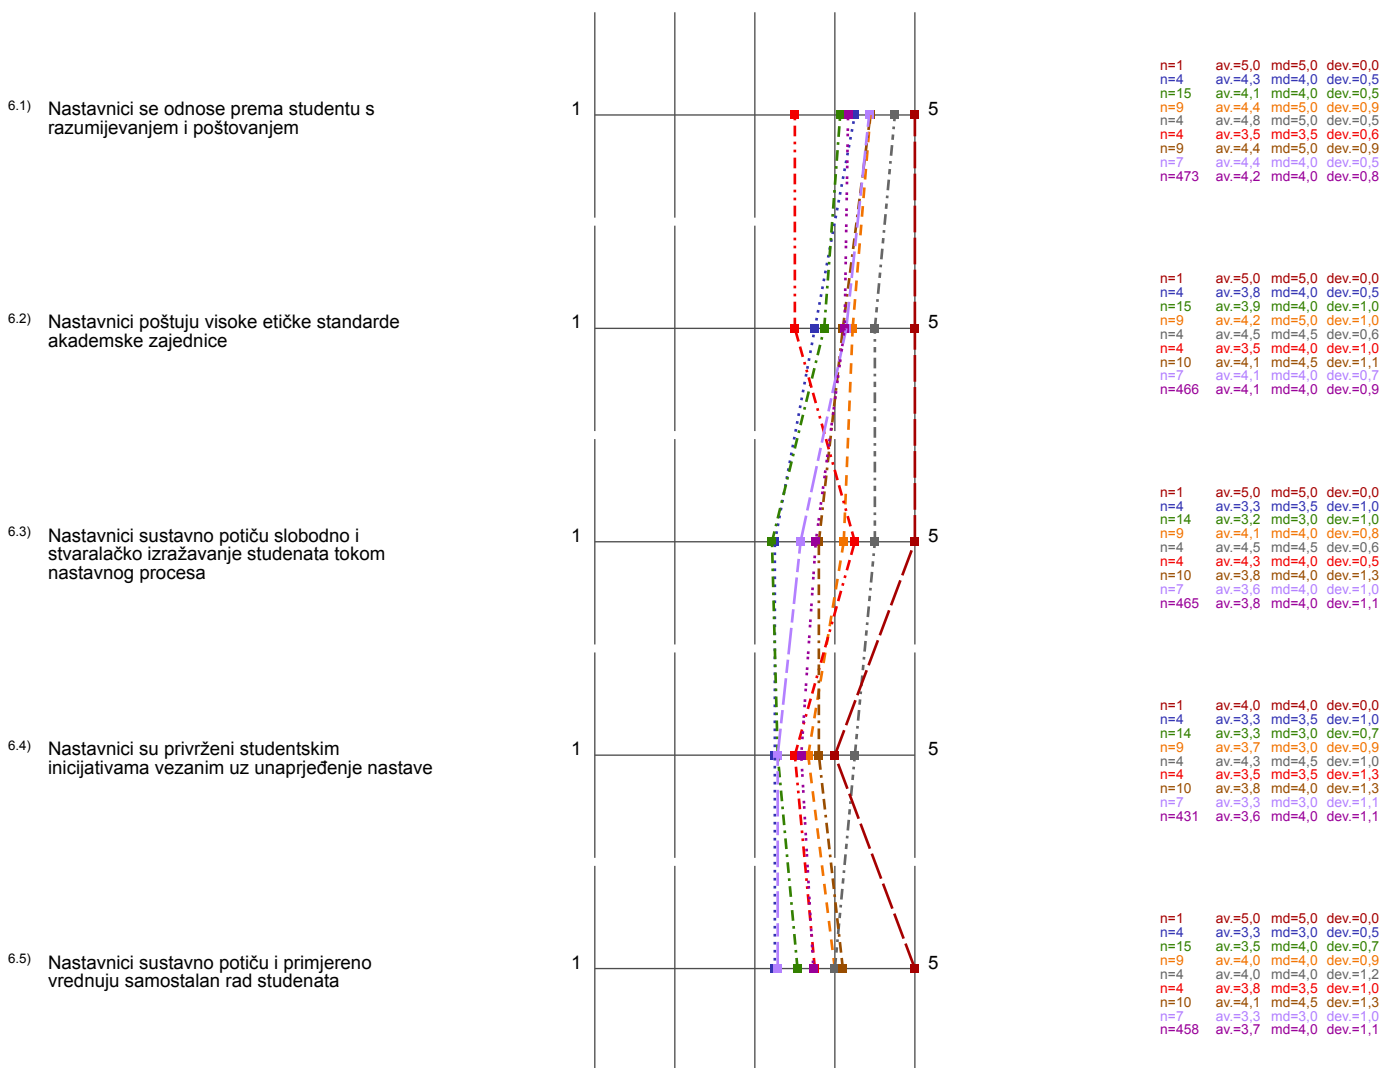 6.1) Nastavnici se odnose prema studentu s
razumijevanjem i poštovanjem
1 5
n=1 av.=5,0 md=5,0 dev.=0,0
n=4 av.=4,3 md=4,0 dev.=0,5
n=15 av.=4,1 md=4,0 dev.=0,5
n=9 av.=4,4 md=5,0 dev.=0,9
n=4 av.=4,8 md=5,0 dev.=0,5
n=4 av.=3,5 md=3,5 dev.=0,6
n=9 av.=4,4 md=5,0 dev.=0,9
n=7 av.=4,4 md=4,0 dev.=0,5
n=473 av.=4,2 md=4,0 dev.=0,8
6.2) Nastavnici poštuju visoke etičke standarde
akademske zajednice
1 5
n=1 av.=5,0 md=5,0 dev.=0,0
n=4 av.=3,8 md=4,0 dev.=0,5
n=15 av.=3,9 md=4,0 dev.=1,0
n=9 av.=4,2 md=5,0 dev.=1,0
n=4 av.=4,5 md=4,5 dev.=0,6
n=4 av.=3,5 md=4,0 dev.=1,0
n=10 av.=4,1 md=4,5 dev.=1,1
n=7 av.=4,1 md=4,0 dev.=0,7
n=466 av.=4,1 md=4,0 dev.=0,9
6.3) Nastavnici sustavno potiču slobodno i
stvaralačko izražavanje studenata tokom
nastavnog procesa
1 5
n=1 av.=5,0 md=5,0 dev.=0,0
n=4 av.=3,3 md=3,5 dev.=1,0
n=14 av.=3,2 md=3,0 dev.=1,0
n=9 av.=4,1 md=4,0 dev.=0,8
n=4 av.=4,5 md=4,5 dev.=0,6
n=4 av.=4,3 md=4,0 dev.=0,5
n=10 av.=3,8 md=4,0 dev.=1,3
n=7 av.=3,6 md=4,0 dev.=1,0
n=465 av.=3,8 md=4,0 dev.=1,1
6.4) Nastavnici su privrženi studentskim
inicijativama vezanim uz unaprjeđenje nastave
1 5
n=1 av.=4,0 md=4,0 dev.=0,0
n=4 av.=3,3 md=3,5 dev.=1,0
n=14 av.=3,3 md=3,0 dev.=0,7
n=9 av.=3,7 md=3,0 dev.=0,9
n=4 av.=4,3 md=4,5 dev.=1,0
n=4 av.=3,5 md=3,5 dev.=1,3
n=10 av.=3,8 md=4,0 dev.=1,3
n=7 av.=3,3 md=3,0 dev.=1,1
n=431 av.=3,6 md=4,0 dev.=1,1
6.5) Nastavnici sustavno potiču i primjereno
vrednuju samostalan rad studenata
1 5
n=1 av.=5,0 md=5,0 dev.=0,0
n=4 av.=3,3 md=3,0 dev.=0,5
n=15 av.=3,5 md=4,0 dev.=0,7
n=9 av.=4,0 md=4,0 dev.=0,9
n=4 av.=4,0 md=4,0 dev.=1,2
n=4 av.=3,8 md=3,5 dev.=1,0
n=10 av.=4,1 md=4,5 dev.=1,3
n=7 av.=3,3 md=3,0 dev.=1,0
n=458 av.=3,7 md=4,0 dev.=1,1